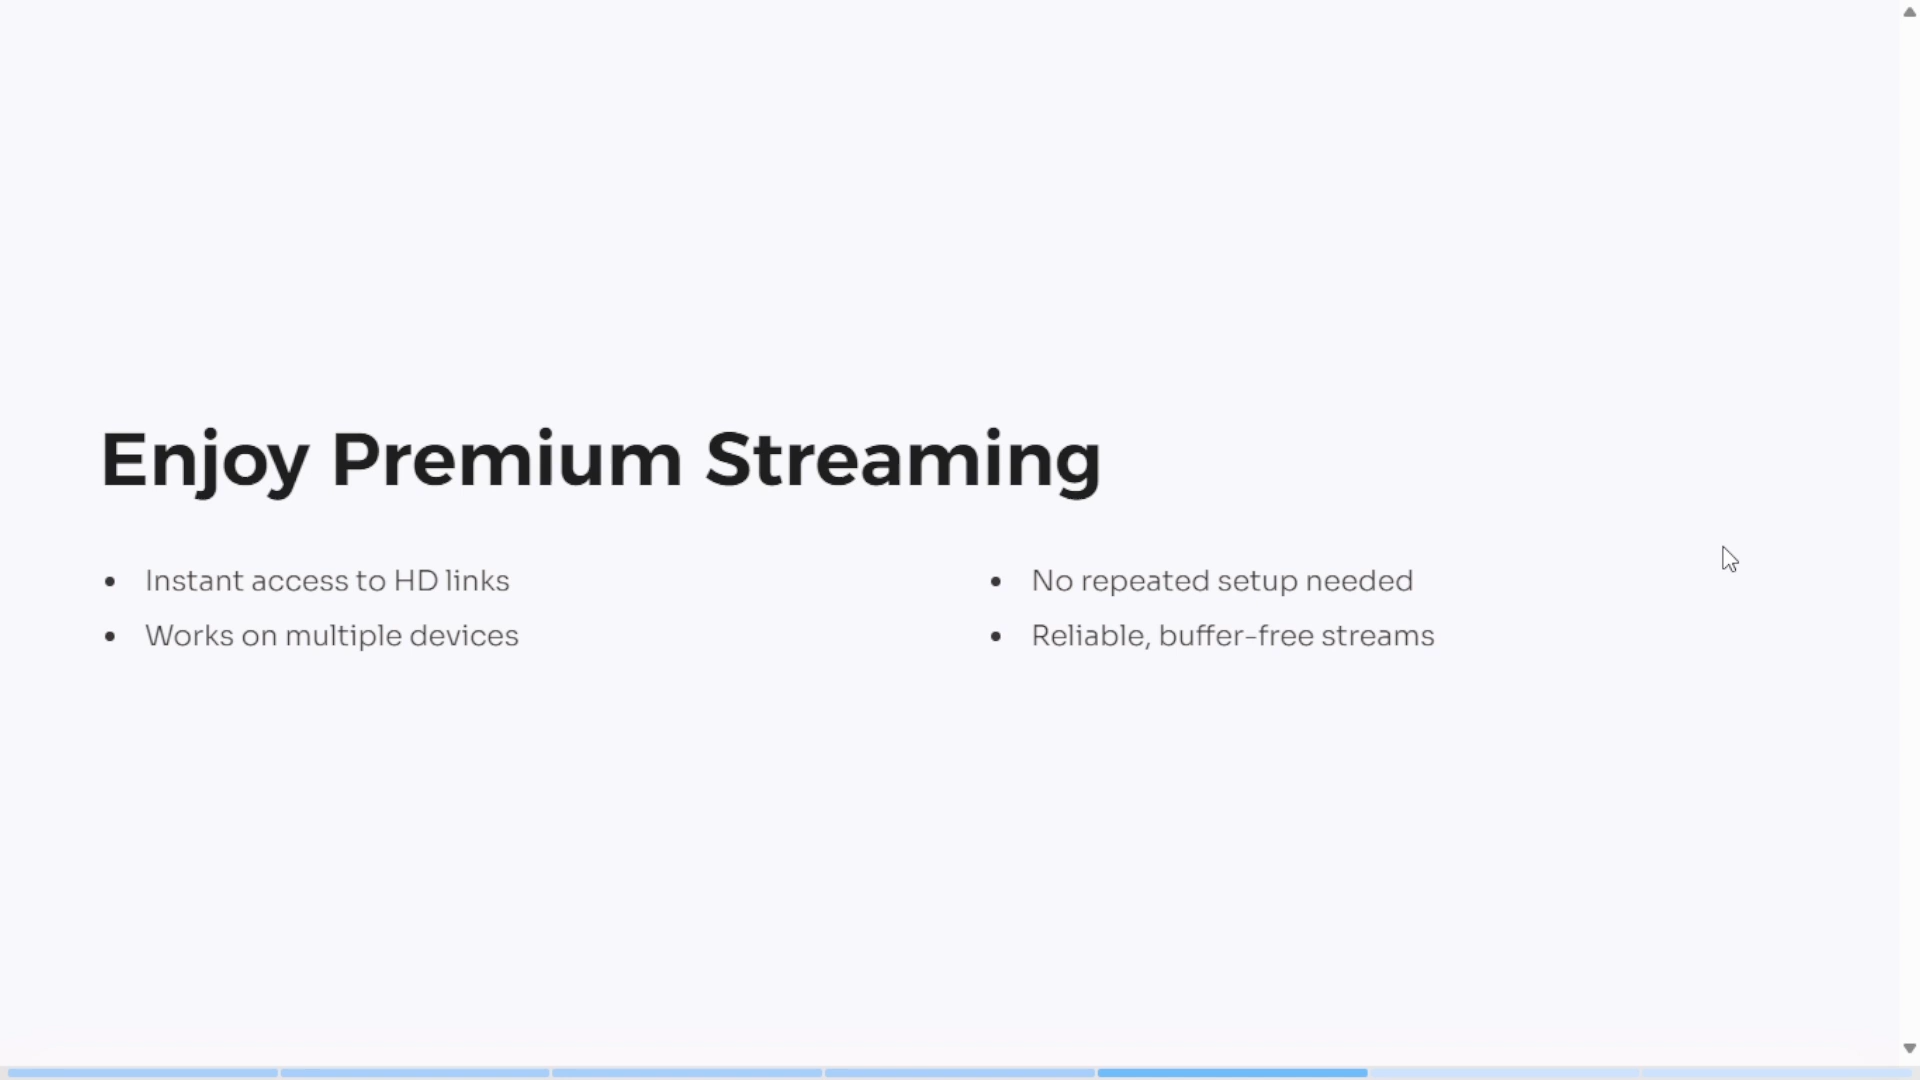 Enjoy Premium Streaming
• Instant access to HD links
• Works on multiple devices
• No repeated setup needed
• Reliable, buffer-free streams